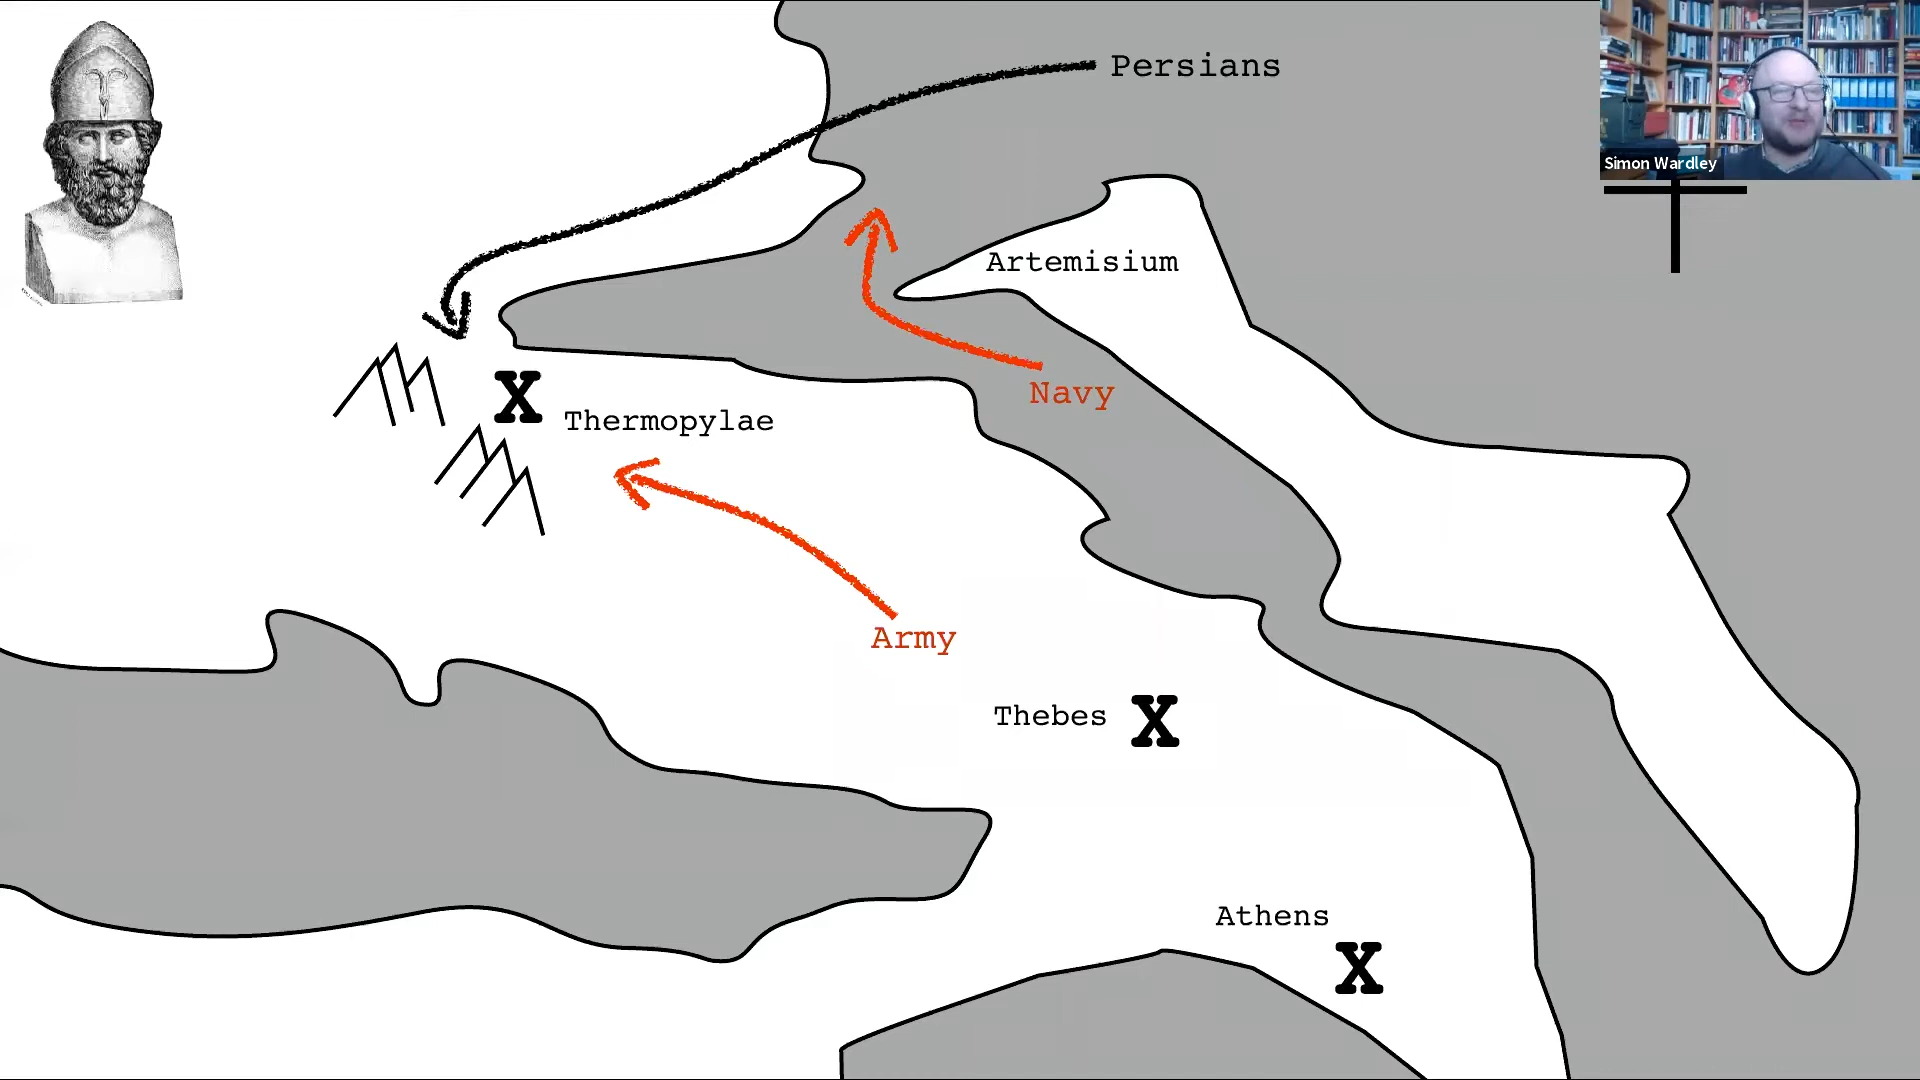 Persians
Simon Wardley
Artemisium
Navy
X
Thermopylae
Army
Thebes X
Athens
X